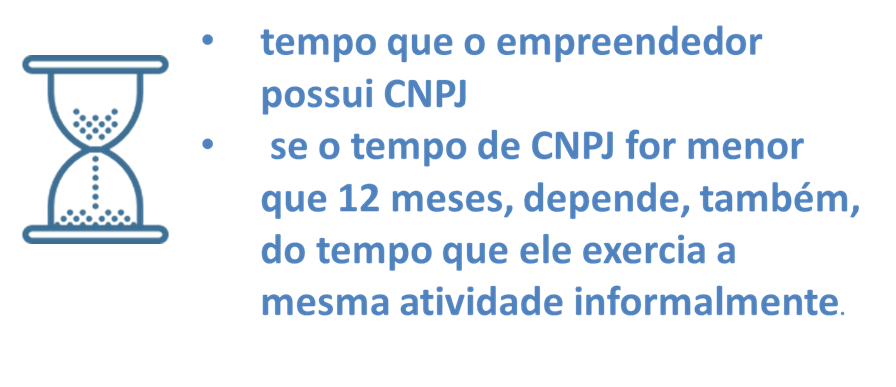 • tempo que o empreendedor
possui CNPJ
• se o tempo de CNPJ for menor
que 12 meses, depende, também,
do tempo que ele exercia a
mesma atividade informalmente.